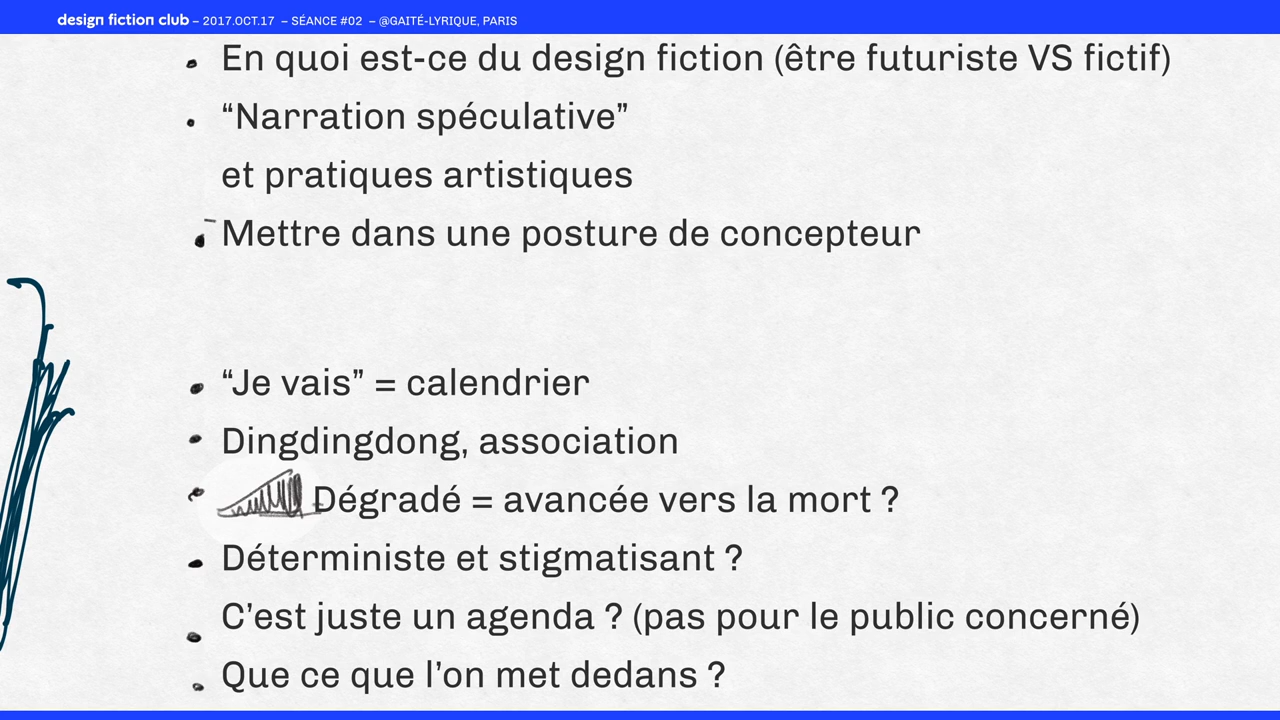 design fiction club – 2017.OCT.17 – SÉANCE #02 – @GAITÉ-LYRIQUE, PARIS
En quoi est-ce du design fiction (être futuriste VS fictif)
“Narration spéculative”
et pratiques artistiques
Mettre dans une posture de concepteur
“Je vais” = calendrier
Dingdingdong, association
Dégradé = avancée vers la mort ?
Déterministe et stigmatisant ?
C’est juste un agenda ? (pas pour le public concerné)
Que ce que l’on met dedans ?